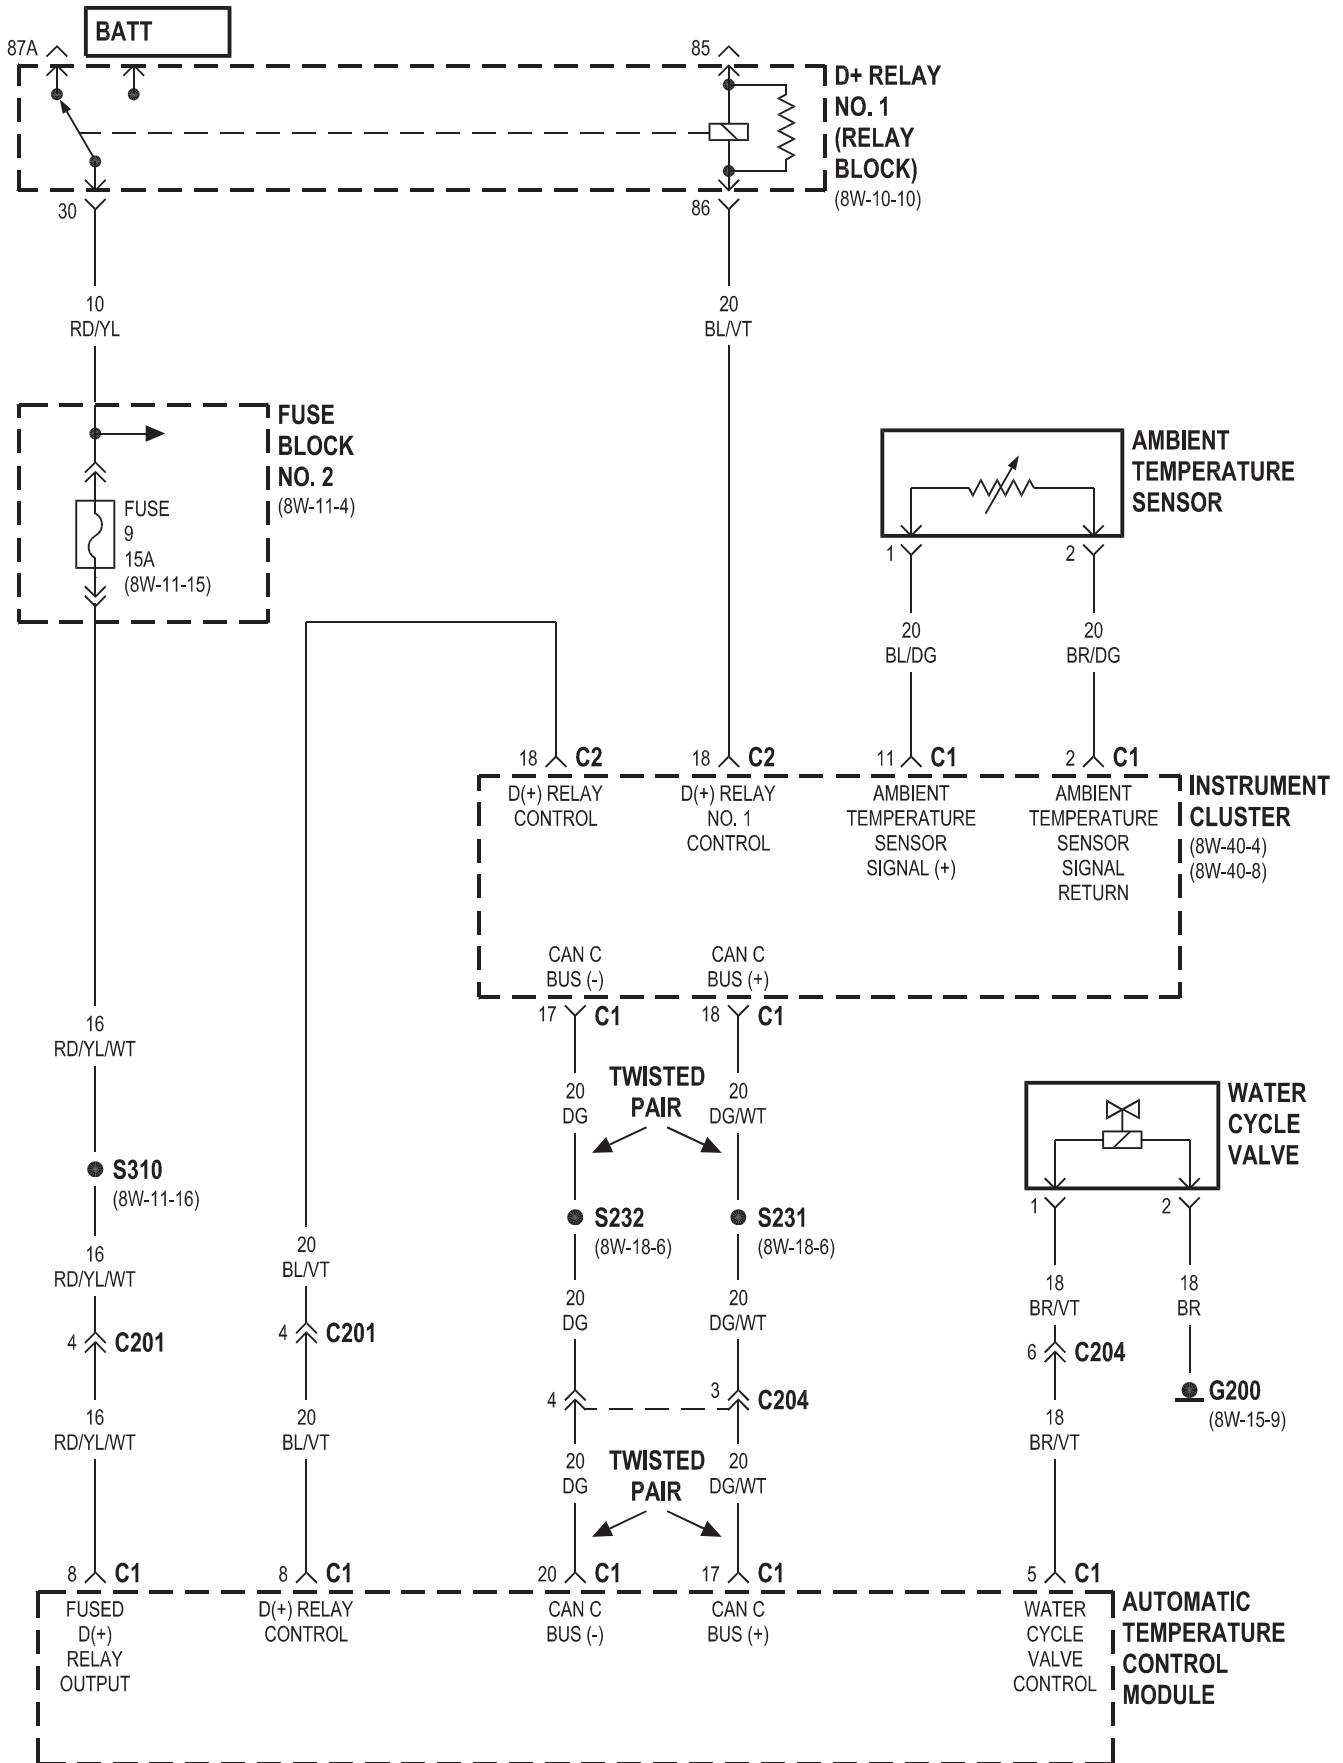 BATT
87A
85
D+ RELAY
NO. 1
(RELAY
BLOCK)
(8W-10-10)
30
86
10
RD/YL
20
BL/VT
FUSE
BLOCK
NO. 2
(8W-11-4)
FUSE
9
15A
(8W-11-15)
AMBIENT
TEMPERATURE
SENSOR
1
2
20
BL/DG
20
BR/DG
18 C2
18 C2
11 C1
2 C1
D(+) RELAY
CONTROL
D(+) RELAY
NO. 1
CONTROL
AMBIENT
TEMPERATURE
SENSOR
SIGNAL (+)
AMBIENT
TEMPERATURE
SENSOR
SIGNAL
RETURN
INSTRUMENT
CLUSTER
(8W-40-4)
(8W-40-8)
CAN C
BUS (-)
CAN C
BUS (+)
17 C1
18 C1
16
RD/YL/WT
20
DG
TWISTED
PAIR
20
DG/WT
WATER
CYCLE
VALVE
S310
(8W-11-16)
S232
(8W-18-6)
S231
(8W-18-6)
1
2
16
RD/YL/WT
20
BL/VT
20
DG
20
DG/WT
18
BR/VT
18
BR
4 C201
4 C201
6 C204
4
3 C204
G200
(8W-15-9)
16
RD/YL/WT
20
BL/VT
20
DG
TWISTED
PAIR
20
DG/WT
18
BR/VT
8 C1
8 C1
20 C1
17 C1
5 C1
FUSED
D(+)
RELAY
OUTPUT
D(+) RELAY
CONTROL
CAN C
BUS (-)
CAN C
BUS (+)
WATER
CYCLE
VALVE
CONTROL
AUTOMATIC
TEMPERATURE
CONTROL
MODULE